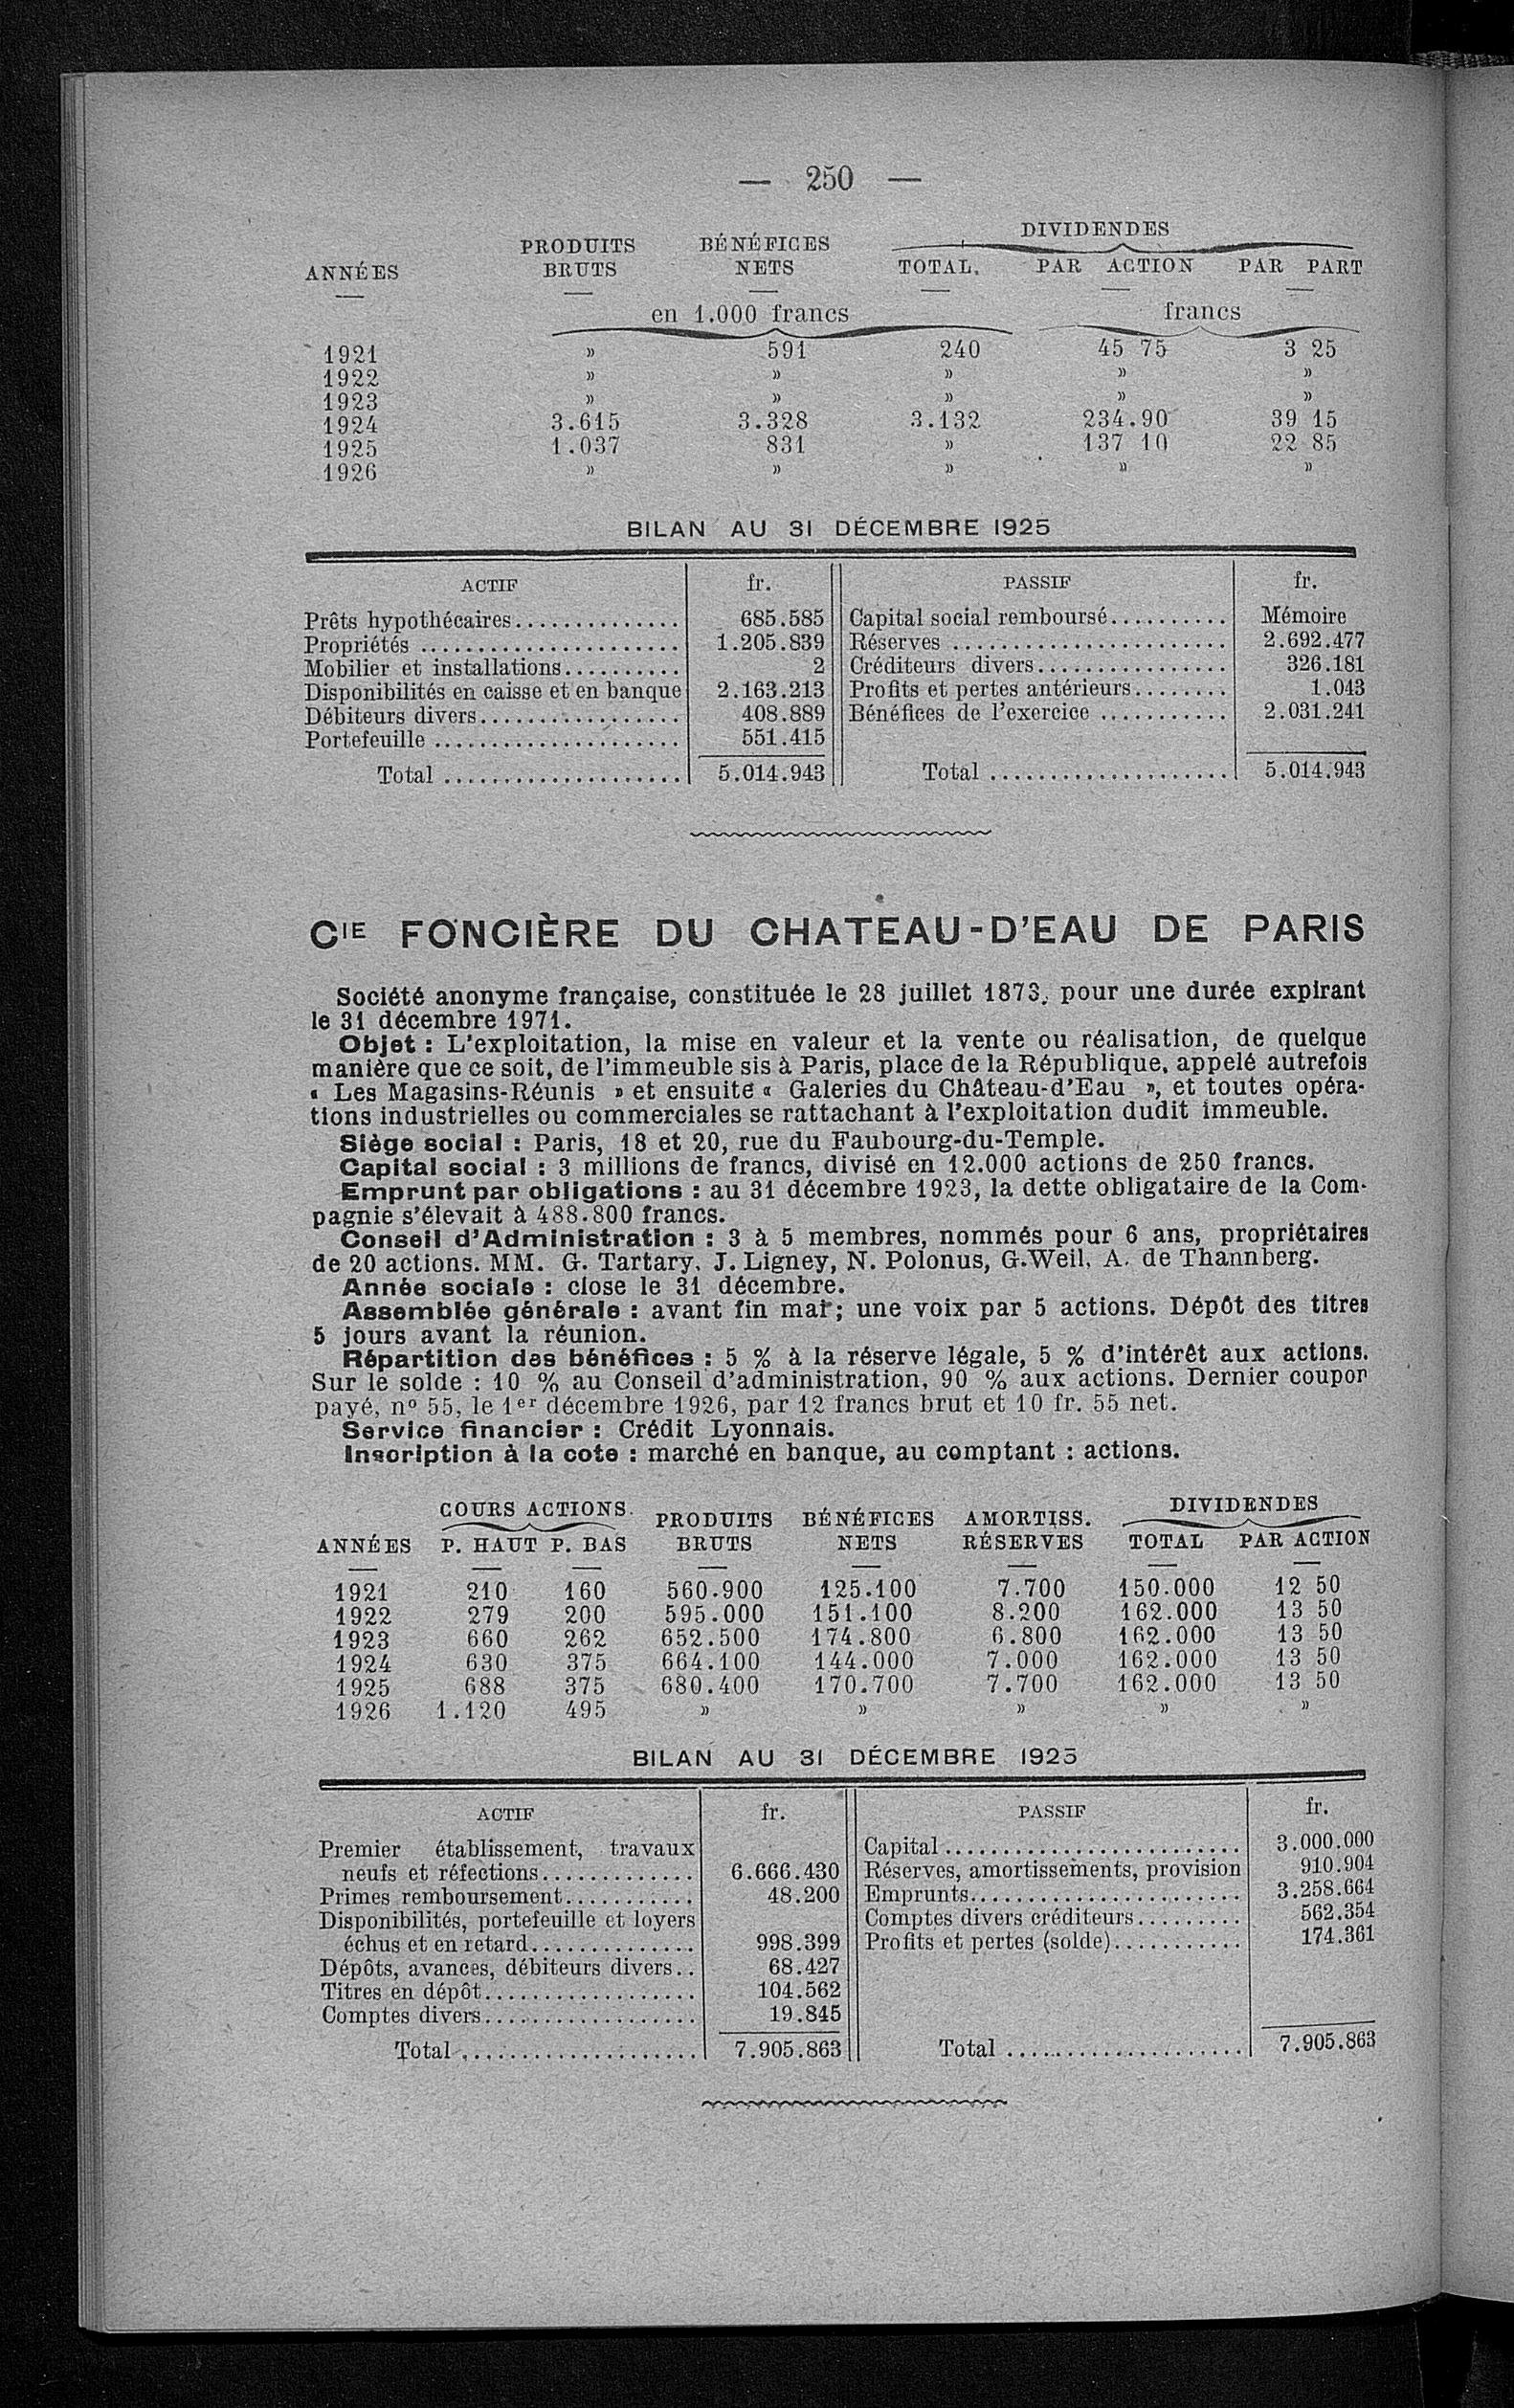 — 250 —
DIVIDENDES
PRODUITS BÉNÉFICES
ANNÉES BRUTS NETS TOTAL. PAR ACTION PAR PART
en 1.000 francs francs
1921 » 591 240 45 75 3 25
1922 » » » » »
1923 » » » » »
1924 3.615 3.328 3.132 234.90 39 15
1925 1.037 831 » 137 10 22 85
1926 » » » » »
BILAN AU 31 DÉCEMBRE 1925
ACTIF fr. PASSIF fr.
Prêts hypothécaires.............. 685.585 Capital social remboursé.......... Mémoire
Propriétés ...................... 1.205.839 Réserves ....................... 2.692.477
Mobilier et installations.......... 2 Créditeurs divers................ 326.181
Disponibilités en caisse et en banque 2.163.213 Profits et pertes antérieurs........ 1.043
Débiteurs divers................. 408.889 Bénéfices de l'exercice ........... 2.031.241
Portefeuille ..................... 551.415
Total .................... 5.014.943 Total .................... 5.014.943
CIE FONCIÈRE DU CHATEAU-D'EAU DE PARIS
Société anonyme française, constituée le 28 juillet 1873, pour une durée expirant
le 31 décembre 1971.
Objet : L'exploitation, la mise en valeur et la vente ou réalisation, de quelque
manière que ce soit, de l'immeuble sis à Paris, place de la République, appelé autrefois
« Les Magasins-Réunis » et ensuite « Galeries du Château-d'Eau », et toutes opéra-
tions industrielles ou commerciales se rattachant à l'exploitation dudit immeuble.
Siège social : Paris, 18 et 20, rue du Faubourg-du-Temple.
Capital social : 3 millions de francs, divisé en 12.000 actions de 250 francs.
Emprunt par obligations : au 31 décembre 1923, la dette obligataire de la Com-
pagnie s'élevait à 488.800 francs.
Conseil d'Administration : 3 à 5 membres, nommés pour 6 ans, propriétaires
de 20 actions. MM. G. Tartary, J. Ligney, N. Polonus, G. Weil, A. de Thannberg.
Année sociale : close le 31 décembre.
Assemblée générale : avant fin mai; une voix par 5 actions. Dépôt des titres
5 jours avant la réunion.
Répartition des bénéfices : 5 % à la réserve légale, 5 % d'intérêt aux actions.
Sur le solde : 10 % au Conseil d'administration, 90 % aux actions. Dernier coupon
payé, nº 55, le 1er décembre 1926, par 12 francs brut et 10 fr. 55 net.
Service financier : Crédit Lyonnais.
Inscription à la cote : marché en banque, au comptant : actions.
COURS ACTIONS. PRODUITS BÉNÉFICES AMORTISS. DIVIDENDES
ANNÉES P. HAUT P. BAS BRUTS NETS RÉSERVES TOTAL PAR ACTION
1921 210 160 560.900 125.100 7.700 150.000 12 50
1922 279 200 595.000 151.100 8.200 162.000 13 50
1923 660 262 652.500 174.800 6.800 162.000 13 50
1924 630 375 664.100 144.000 7.000 162.000 13 50
1925 688 375 680.400 170.700 7.700 162.000 13 50
1926 1.120 495 » » » » »
BILAN AU 31 DÉCEMBRE 1925
ACTIF fr. PASSIF fr.
Premier établissement, travaux Capital......................... 3.000.000
neufs et réfections............. 6.666.430 Réserves, amortissements, provision 910.904
Primes remboursement........... 48.200 Emprunts....................... 3.258.664
Disponibilités, portefeuille et loyers Comptes divers créditeurs......... 562.354
échus et en retard.............. 998.399 Profits et pertes (solde)........... 174.361
Dépôts, avances, débiteurs divers.. 68.427
Titres en dépôt.................. 104.562
Comptes divers.................. 19.845
Total .................... 7.905.863 Total .................... 7.905.863